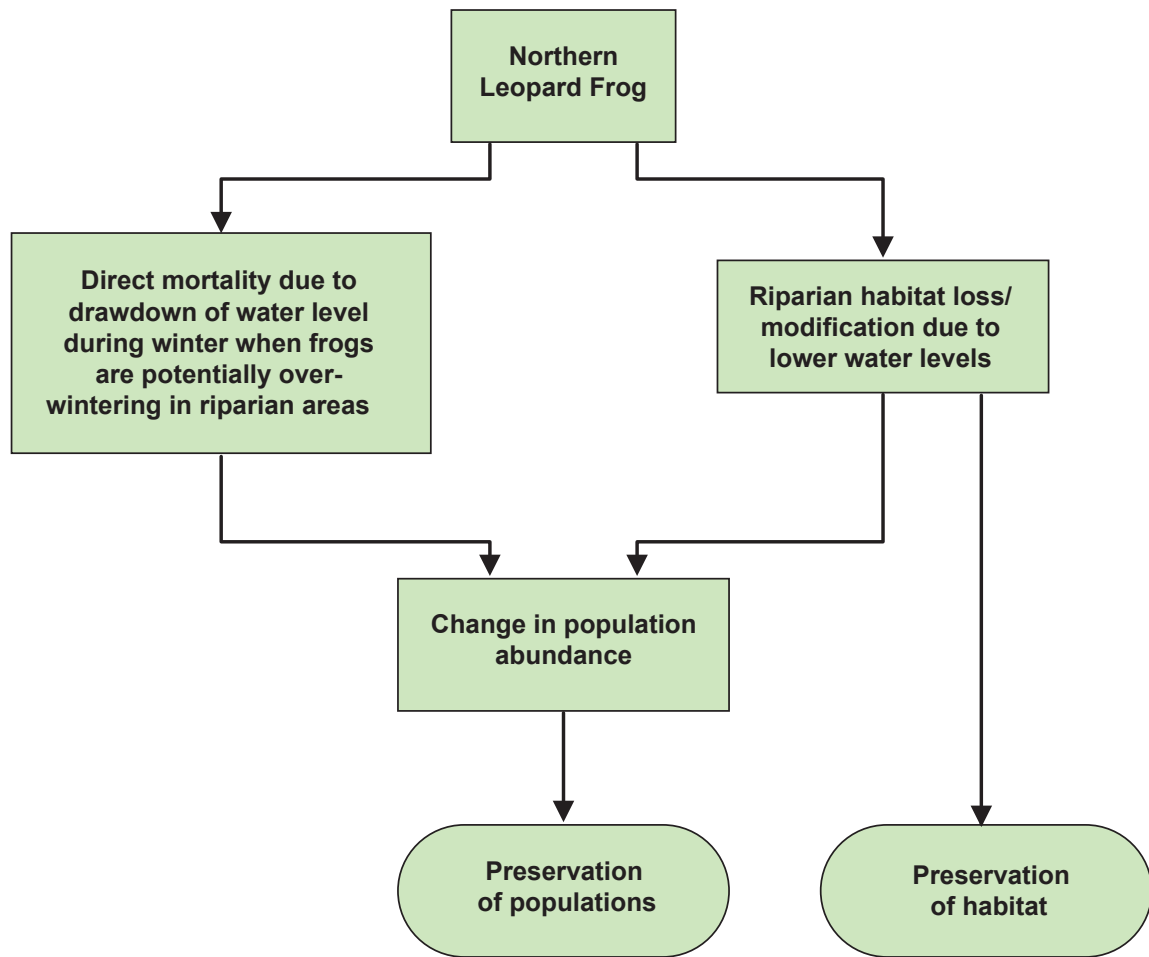 Northern
Leopard Frog
Direct mortality due to
drawdown of water level
during winter when frogs
are potentially over-
wintering in riparian areas
Riparian habitat loss/
modification due to
lower water levels
Change in population
abundance
Preservation
of populations
Preservation
of habitat